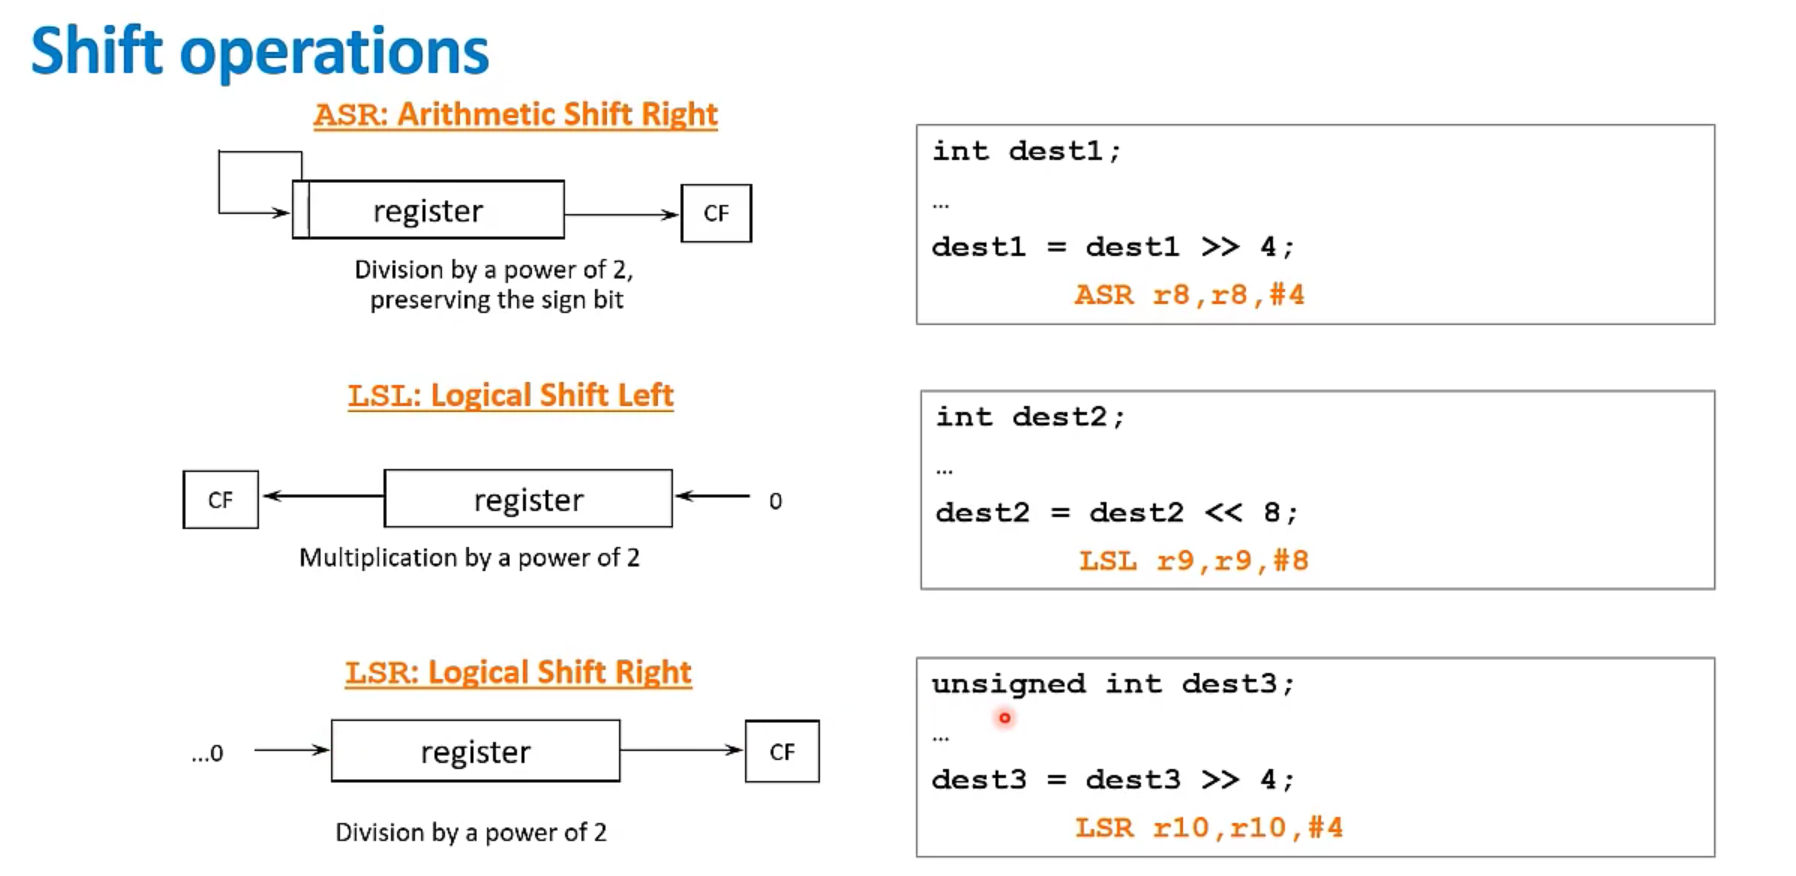 Shift operations
ASR: Arithmetic Shift Right
register
CF
Division by a power of 2,
preserving the sign bit
int dest1;
...
dest1 = dest1 >> 4;
ASR r8,r8,#4
LSL: Logical Shift Left
CF
register
0
Multiplication by a power of 2
int dest2;
...
dest2 = dest2 << 8;
LSL r9,r9,#8
LSR: Logical Shift Right
...0
register
CF
Division by a power of 2
unsigned int dest3;
...
dest3 = dest3 >> 4;
LSR r10,r10,#4